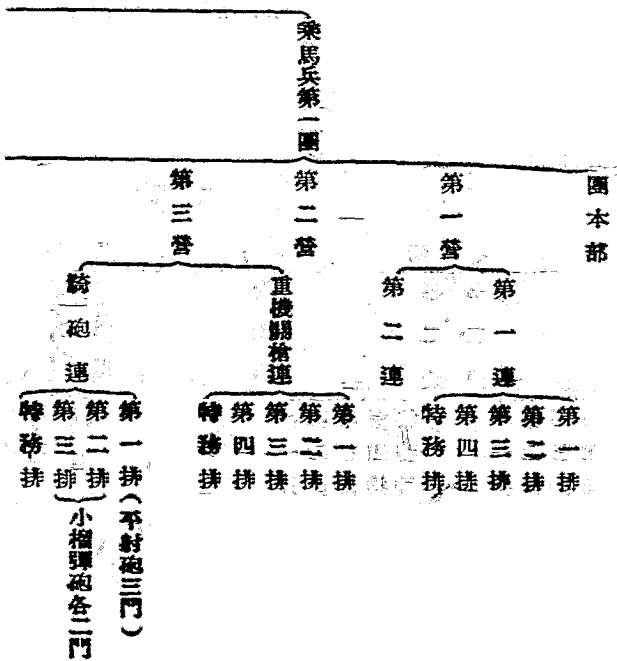 乘馬兵第一團
團本部
第一營
第二營
第三營
第一連
第二連
重機關槍連
騎砲連
第一排
第二排
第三排
第四排
特務排
第一排
第二排
第三排
第四排
特務排
第一排（平射砲三門）
第二排
第三排
小榴彈砲各二門
特務排